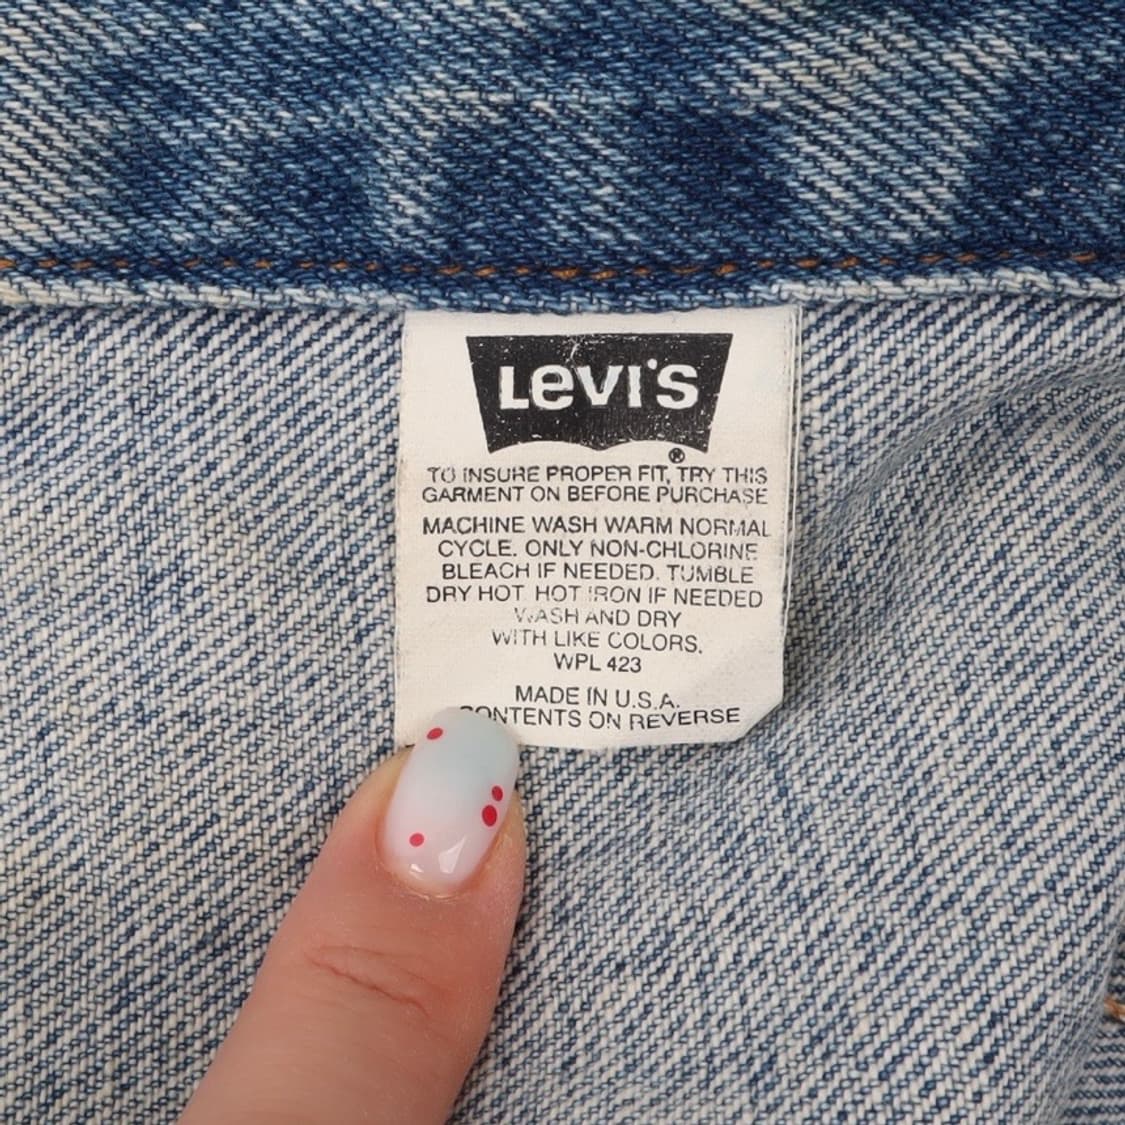 LEVI'S
®
TO INSURE PROPER FIT, TRY THIS
GARMENT ON BEFORE PURCHASE
MACHINE WASH WARM NORMAL
CYCLE. ONLY NON-CHLORINE
BLEACH IF NEEDED. TUMBLE
DRY HOT. HOT IRON IF NEEDED
WASH AND DRY
WITH LIKE COLORS.
WPL 423
MADE IN U.S.A.
CONTENTS ON REVERSE